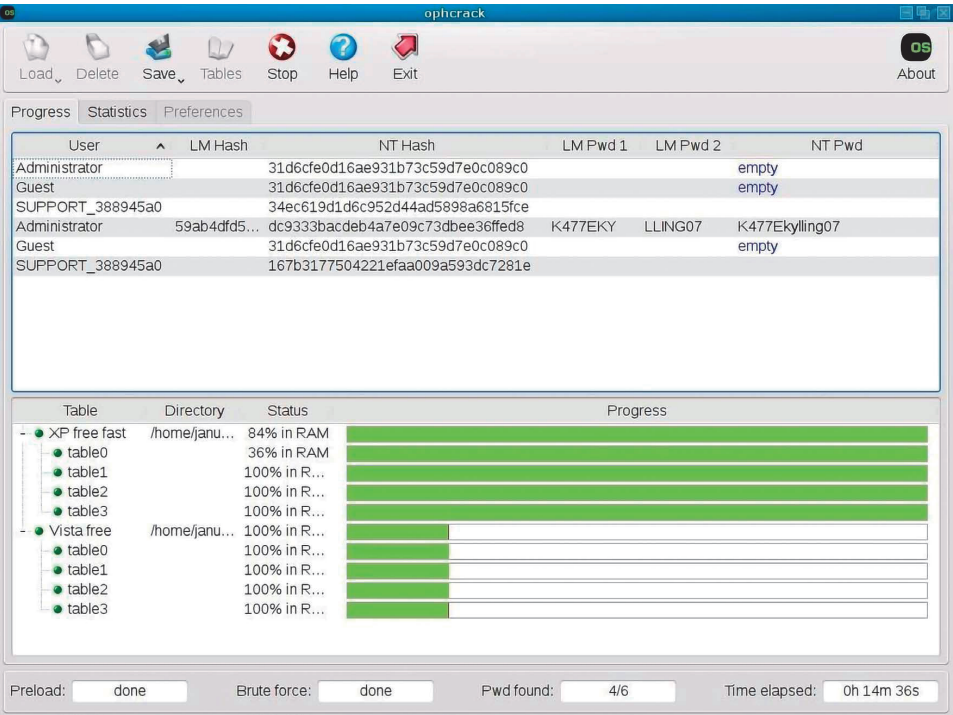 os
ophcrack
os
Load Delete Save Tables Stop Help Exit About
Progress Statistics Preferences
User LM Hash NT Hash LM Pwd 1 LM Pwd 2 NT Pwd
Administrator 31d6cfe0d16ae931b73c59d7e0c089c0 empty
Guest 31d6cfe0d16ae931b73c59d7e0c089c0 empty
SUPPORT_388945a0 34ec619d1d6c952d44ad5898a6815fce
Administrator 59ab4dfd5... dc9333bacdeb4a7e09c73dbee36ffed8 K477EKY LLING07 K477Ekylling07
Guest 31d6cfe0d16ae931b73c59d7e0c089c0 empty
SUPPORT_388945a0 167b3177504221efaa009a593dc7281e
Table Directory Status Progress
XP free fast /home/janu... 84% in RAM
table0 36% in RAM
table1 100% in R...
table2 100% in R...
table3 100% in R...
Vista free /home/janu... 100% in R...
table0 100% in R...
table1 100% in R...
table2 100% in R...
table3 100% in R...
Preload: done Brute force: done Pwd found: 4/6 Time elapsed: 0h 14m 36s